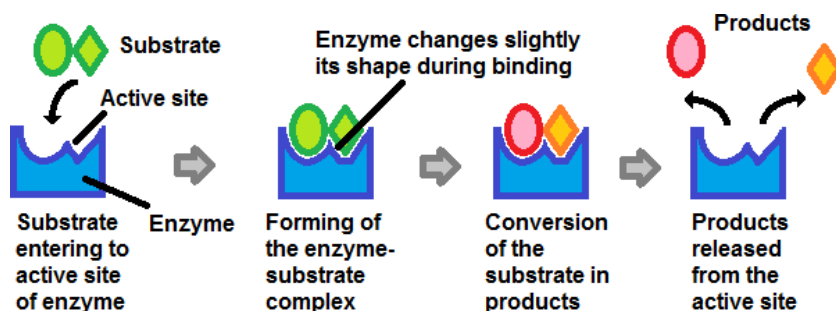 Substrate
Active site
Enzyme
Substrate
entering to
active site
of enzyme
Enzyme changes slightly
its shape during binding
Forming of
the enzyme-
substrate
complex
Conversion
of the
substrate in
products
Products
Products
released
from the
active site